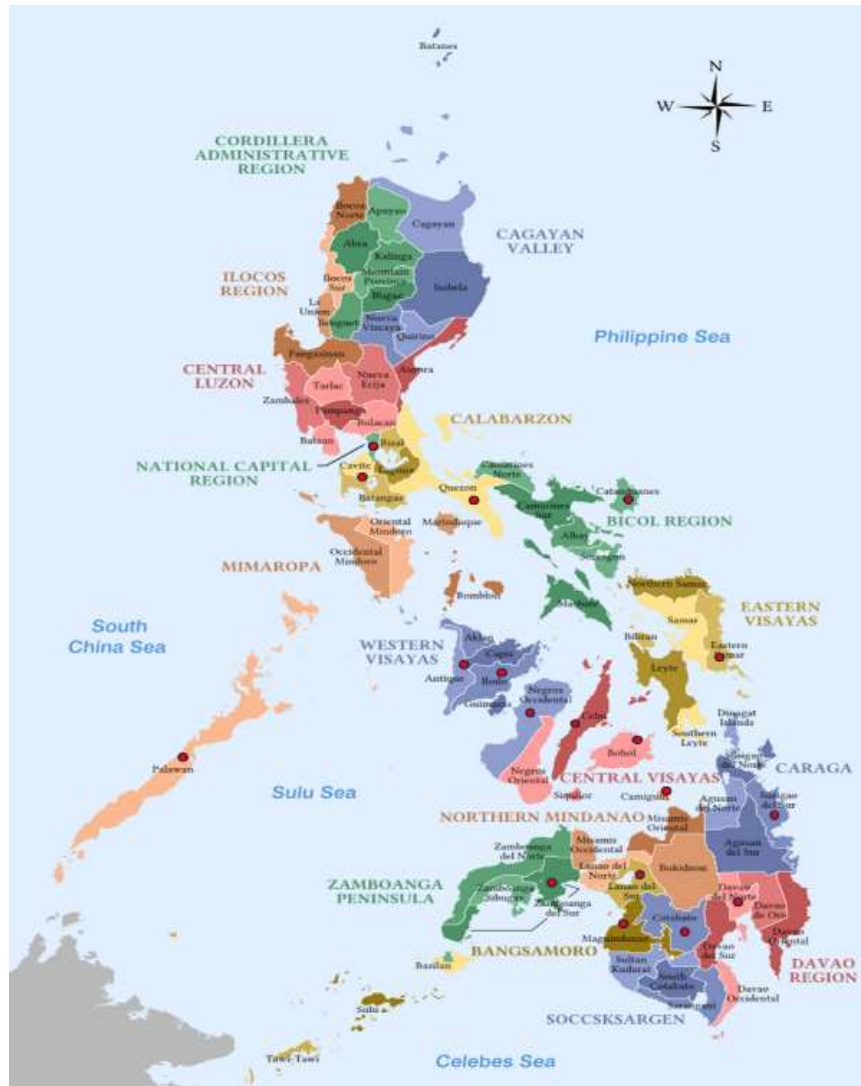 Batanes
N
W E
S
CORDILLERA
ADMINISTRATIVE
REGION
Ilocos
Norte
Apayao
Cagayan
CAGAYAN
VALLEY
Abra
Kalinga
Mountain
Province
Ilocos
Sur
Ifugao
Isabela
ILOCOS
REGION
La
Union
Benguet
Nueva
Vizcaya
Quirino
Philippine Sea
Pangasinan
CENTRAL
LUZON
Tarlac
Nueva
Ecija
Aurora
Zambales
Pampanga
Bulacan
Bataan
CALABARZON
Rizal
NATIONAL CAPITAL
REGION
Cavite
Laguna
Batangas
Quezon
Camarines
Norte
Camarines
Sur
Catanduanes
BICOL REGION
Albay
Sorsogon
Marinduque
Oriental
Mindoro
Occidental
Mindoro
MIMAROPA
Romblon
Masbate
Northern Samar
EASTERN
VISAYAS
Samar
Biliran
Eastern
Samar
Leyte
South
China Sea
WESTERN
VISAYAS
Aklan
Capiz
Antique
Iloilo
Guimaras
Negros
Occidental
Cebu
Southern
Leyte
Dinagat
Islands
Bohol
Negros
Oriental
CENTRAL VISAYAS
Siquijor
Camiguin
Surigao
del Norte
CARAGA
Palawan
Sulu Sea
NORTHERN MINDANAO
Agusan
del Norte
Surigao
del Sur
Misamis
Oriental
Misamis
Occidental
Zamboanga
del Norte
Agusan
del Sur
Lanao del
Norte
Bukidnon
ZAMBOANGA
PENINSULA
Zamboanga
Sibugay
Zamboanga
del Sur
Lanao del
Sur
Davao
del Norte
Davao
de Oro
Cotabato
Davao
Oriental
BANGSAMORO
Maguindanao
Davao
del Sur
DAVAO
REGION
Basilan
Sultan
Kudarat
South
Cotabato
Davao
Occidental
Sarangani
Sulu a-
SOCCSKSARGEN
Tawi-Tawi
Celebes Sea